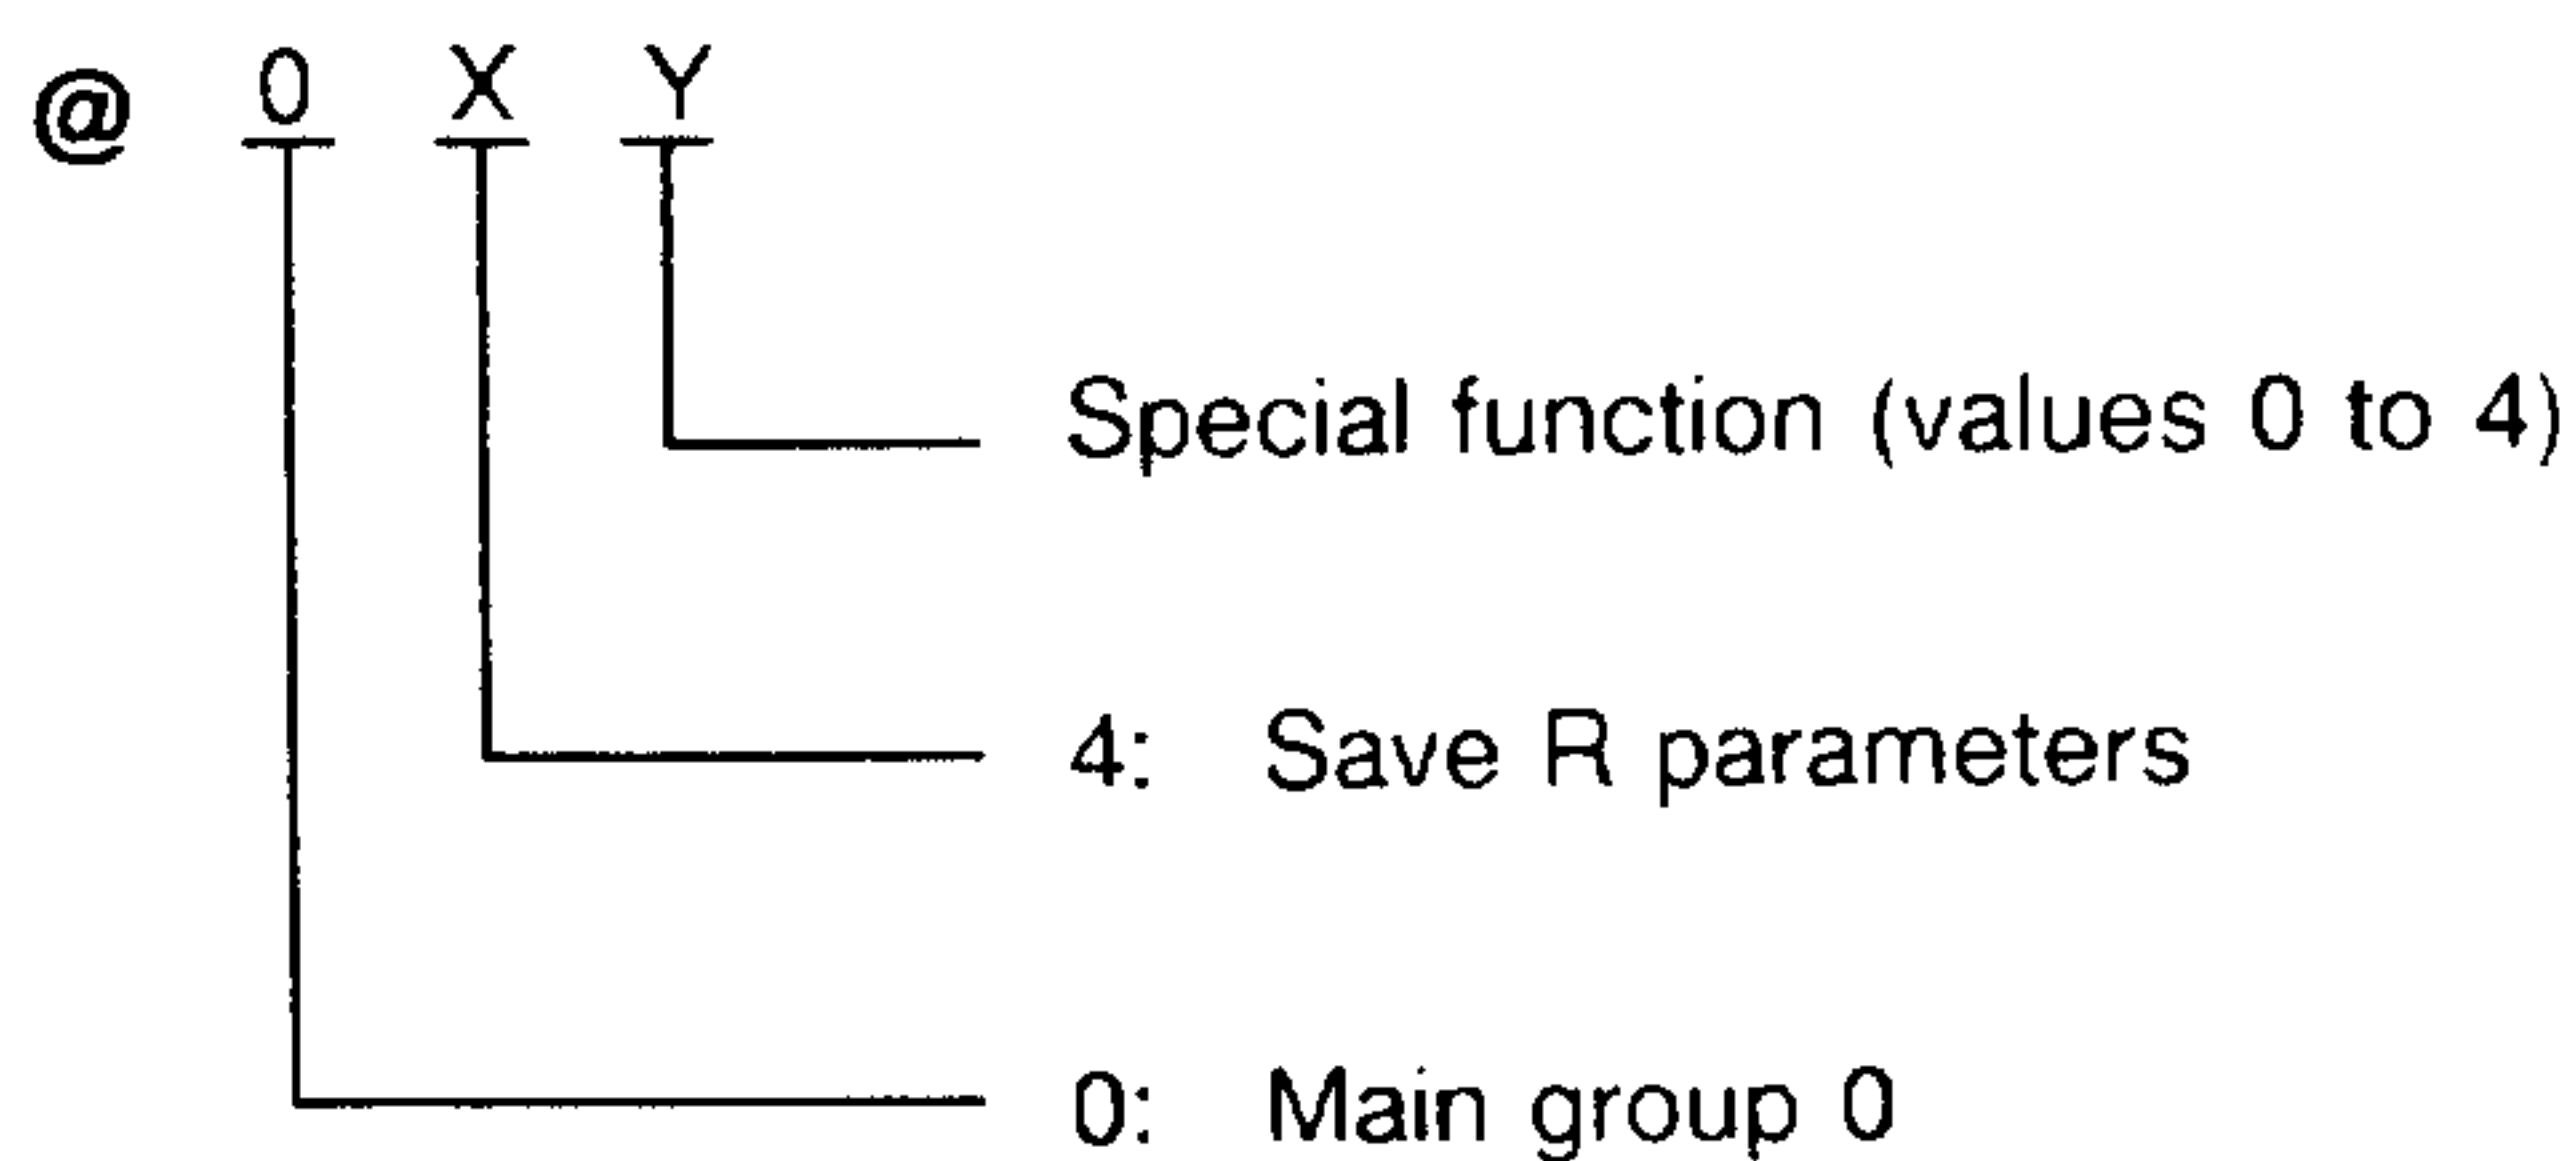 @ 0 X Y
Special function (values 0 to 4)
4: Save R parameters
0: Main group 0